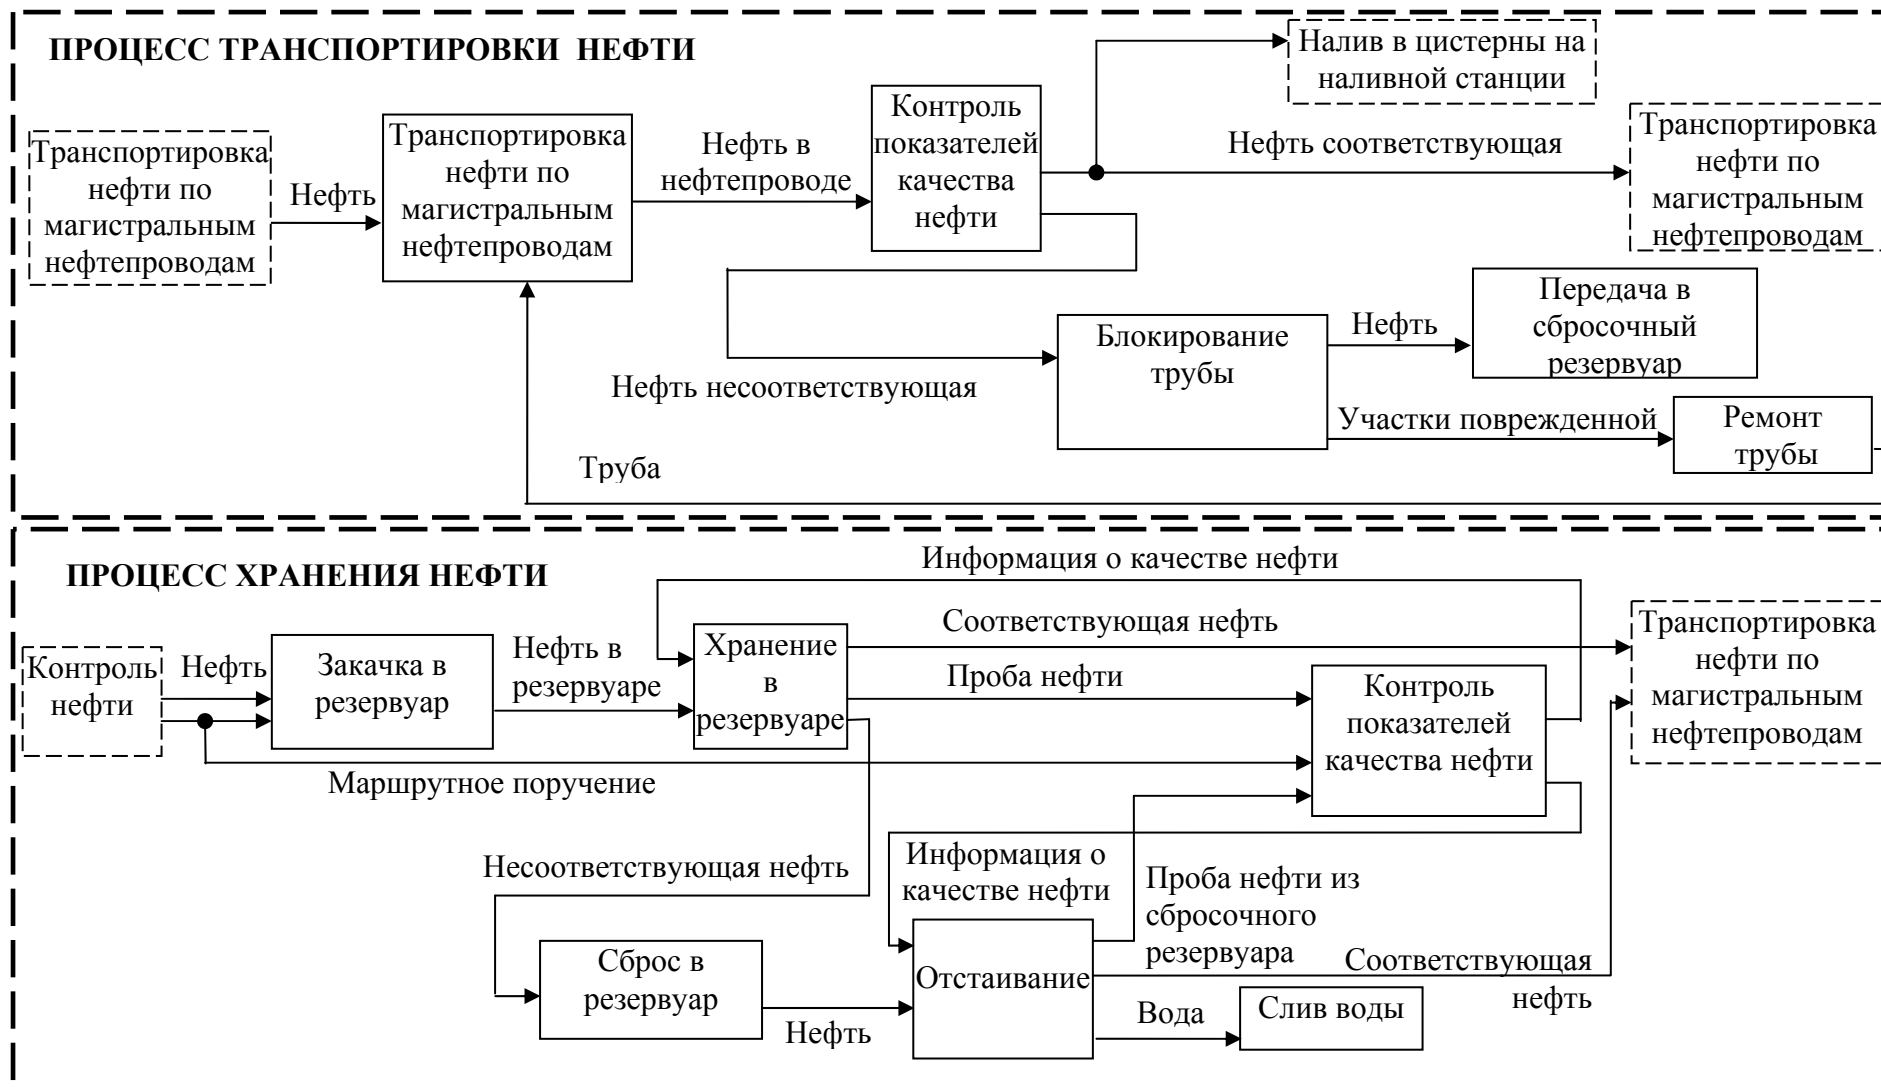 ПРОЦЕСС ТРАНСПОРТИРОВКИ НЕФТИ
Транспортировка
нефти по
магистральным
нефтепроводам
Нефть
Транспортировка
нефти по
магистральным
нефтепроводам
Нефть в
нефтепроводе
Контроль
показателей
качества
нефти
Налив в цистерны на
наливной станции
Нефть соответствующая
Транспортировка
нефти по
магистральным
нефтепроводам
Нефть несоответствующая
Блокирование
трубы
Нефть
Передача в
сбросочный
резервуар
Участки поврежденной
Ремонт
трубы
Труба
ПРОЦЕСС ХРАНЕНИЯ НЕФТИ
Информация о качестве нефти
Контроль
нефти
Нефть
Закачка в
резервуар
Нефть в
резервуаре
Хранение
в
резервуаре
Соответствующая нефть
Проба нефти
Контроль
показателей
качества нефти
Транспортировка
нефти по
магистральным
нефтепроводам
Маршрутное поручение
Несоответствующая нефть
Информация о
качестве нефти
Проба нефти из
сбросочного
резервуара
Сброс в
резервуар
Нефть
Отстаивание
Соответствующая
нефть
Вода
Слив воды